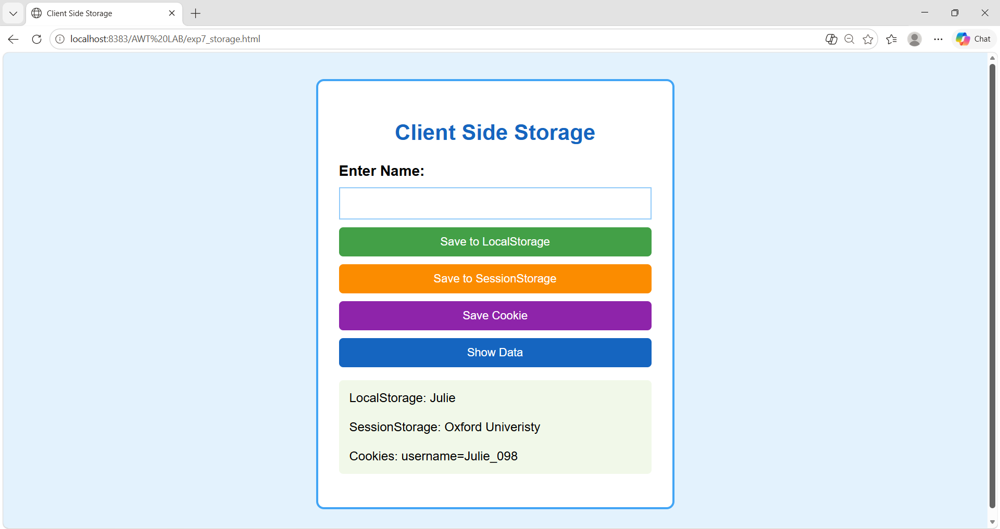 Client Side Storage
localhost:8383/AWT%20LAB/exp7_storage.html
Chat
Client Side Storage
Enter Name:
Save to LocalStorage
Save to SessionStorage
Save Cookie
Show Data
LocalStorage: Julie
SessionStorage: Oxford Univeristy
Cookies: username=Julie_098